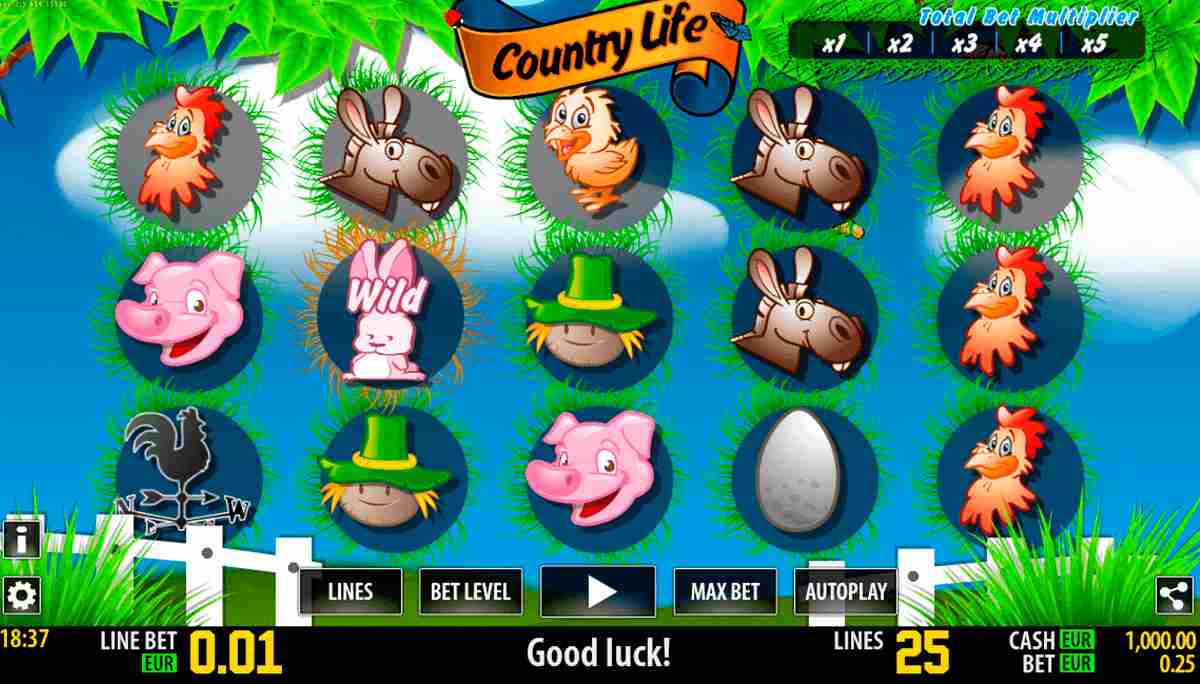 Country Life
Total Bet Multiplier
x1 x2 x3 x4 x5
Wild
N W
i
LINES
BET LEVEL
MAX BET
AUTOPLAY
18:37
LINE BET
EUR
0.01
Good luck!
LINES
25
CASH EUR 1,000.00
BET EUR 0.25